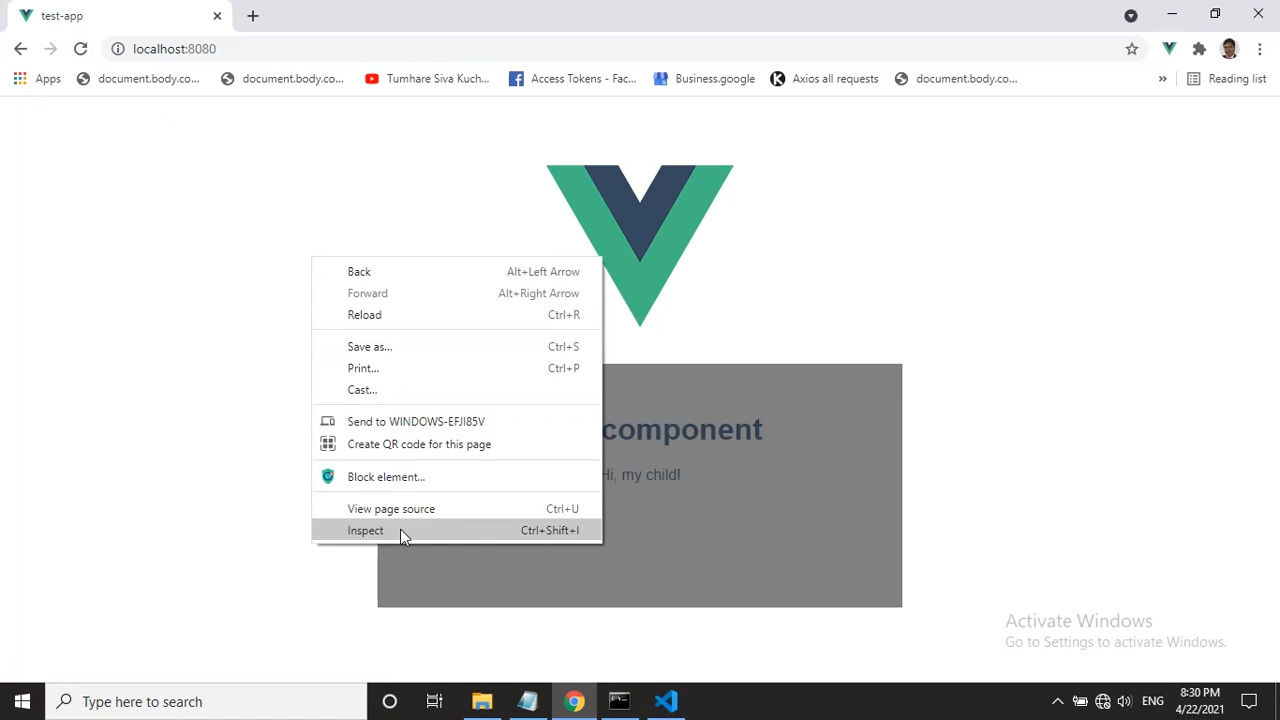 test-app
localhost:8080
Apps
document.body.co...
document.body.co...
Tumhare Siva Kuch...
Access Tokens - Fac...
Business.google
Axios all requests
document.body.co...
»
Reading list
Back Alt+Left Arrow
Forward Alt+Right Arrow
Reload Ctrl+R
Save as... Ctrl+S
Print... Ctrl+P
Cast...
Send to WINDOWS-EFJI85V
Create QR code for this page
Block element...
View page source Ctrl+U
Inspect Ctrl+Shift+I
component
Hi, my child!
Activate Windows
Go to Settings to activate Windows.
Type here to search
ENG
8:30 PM
4/22/2021